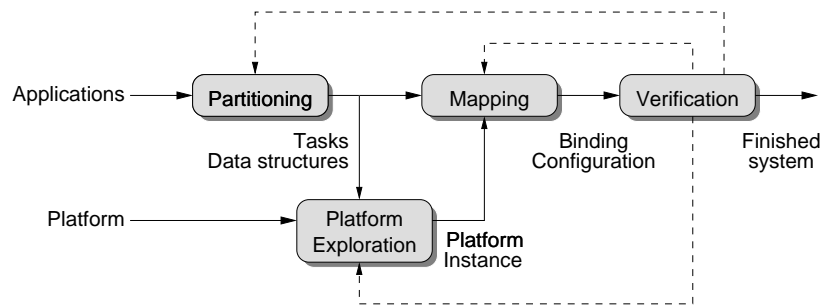 Applications
Partitioning
Mapping
Verification
Tasks
Data structures
Binding
Configuration
Finished
system
Platform
Platform
Exploration
Platform
Instance